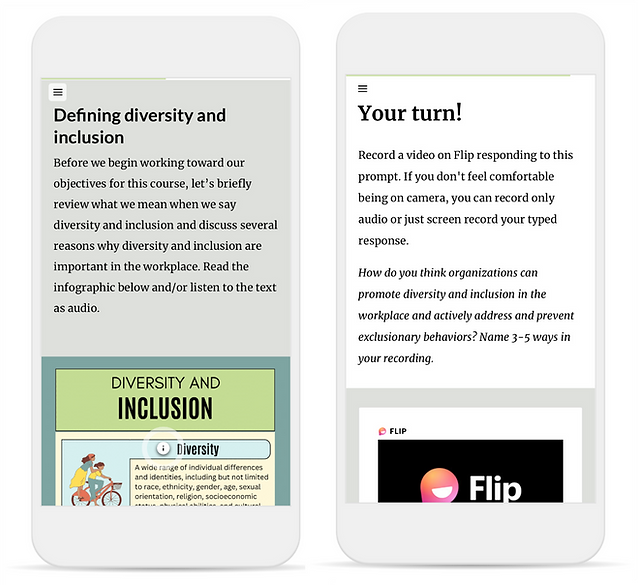 Defining diversity and
inclusion
Before we begin working toward our
objectives for this course, let's briefly
review what we mean when we say
diversity and inclusion and discuss several
reasons why diversity and inclusion are
important in the workplace. Read the
infographic below and/or listen to the text
as audio.
DIVERSITY AND
INCLUSION
Diversity
A wide range of individual differences
and identities, including but not limited
to race, ethnicity, gender, age, sexual
orientation, religion, socioeconomic
status, physical abilities, and cultural
Your turn!
Record a video on Flip responding to this
prompt. If you don't feel comfortable
being on camera, you can record only
audio or just screen record your typed
response.
How do you think organizations can
promote diversity and inclusion in the
workplace and actively address and prevent
exclusionary behaviors? Name 3-5 ways in
your recording.
FLIP
Flip